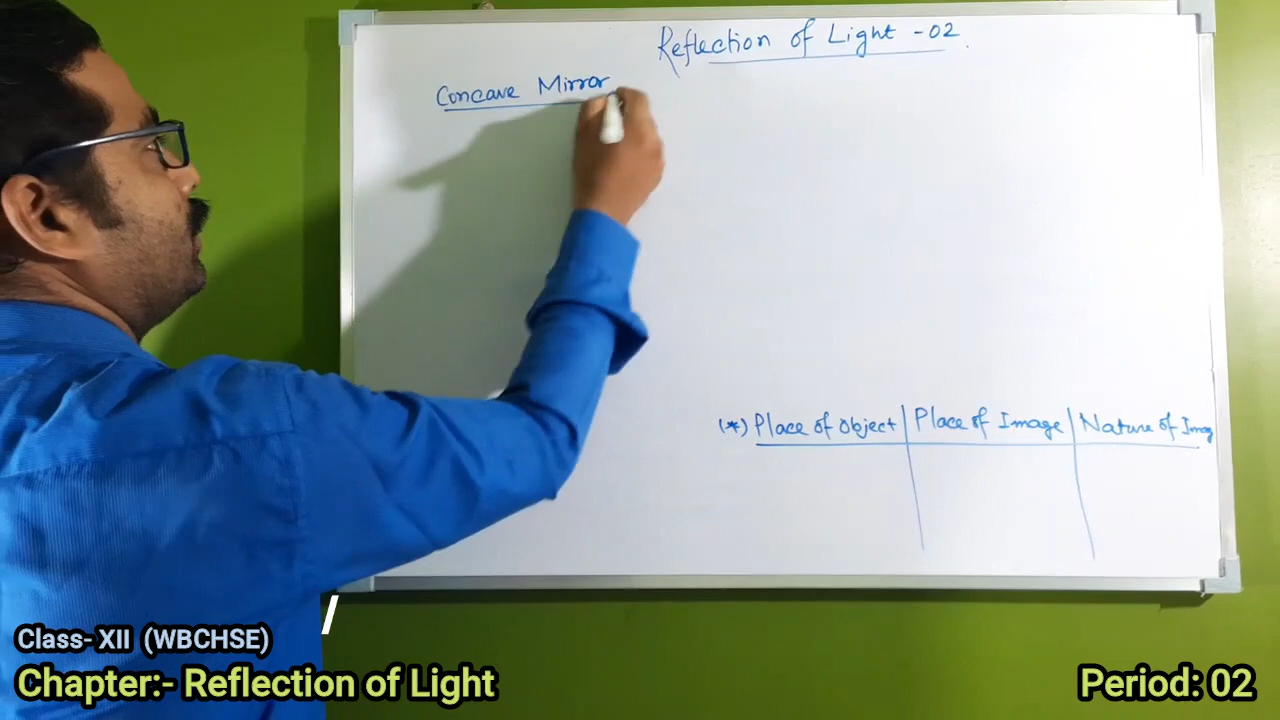 Reflection of Light - 02.
Concave Mirror
(*) Place of Object | Place of Image | Nature of Imag
/
Class- XII (WBCHSE)
Chapter:- Reflection of Light
Period: 02